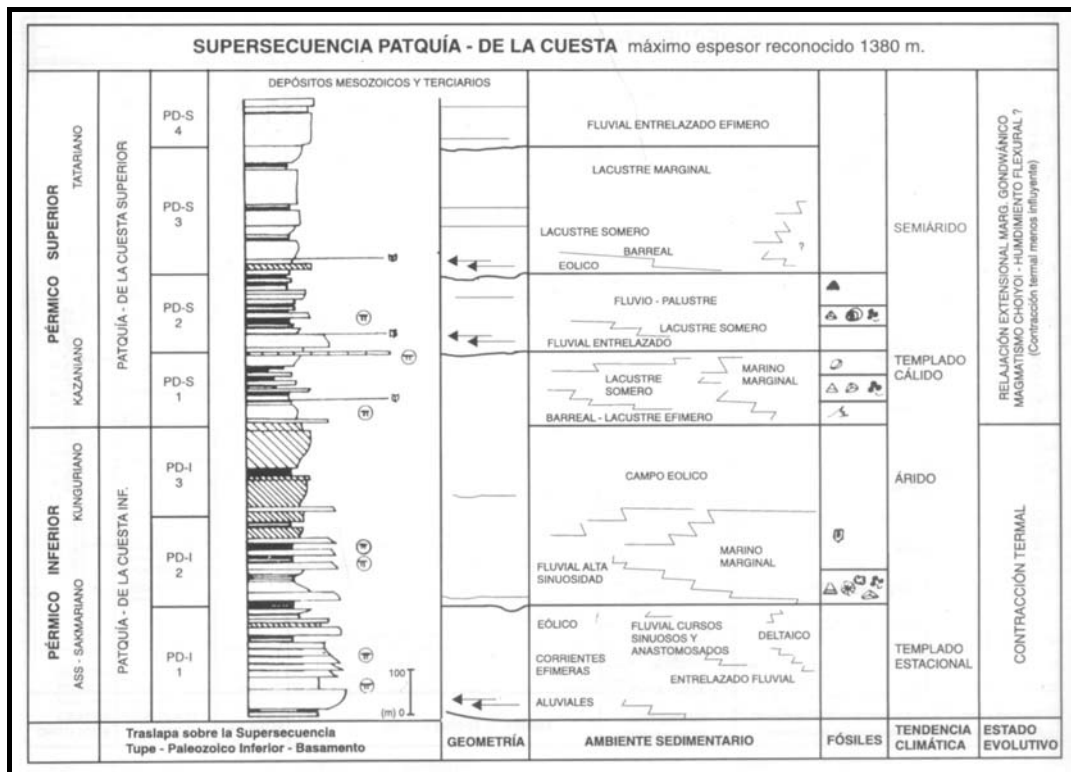 SUPERSECUENCIA PATQUÍA - DE LA CUESTA máximo espesor reconocido 1380 m.
DEPÓSITOS MESOZOICOS Y TERCIARIOS
PÉRMICO SUPERIOR
TATARIANO
KAZANIANO
PATQUÍA - DE LA CUESTA SUPERIOR
PD-S
4
FLUVIAL ENTRELAZADO EFIMERO
PD-S
3
LACUSTRE MARGINAL
LACUSTRE SOMERO
BARREAL
EOLICO
?
SEMIÁRIDO
PD-S
2
FLUVIO - PALUSTRE
LACUSTRE SOMERO
FLUVIAL ENTRELAZADO
PD-S
1
LACUSTRE
SOMERO
MARINO
MARGINAL
BARREAL - LACUSTRE EFIMERO
TEMPLADO
CÁLIDO
RELAJACIÓN EXTENSIONAL MARG. GONDWÁNICO
MAGMATISMO CHOIYOI - HUMDIMIENTO FLEXURAL ?
(Contracción termal menos influyente)
PÉRMICO INFERIOR
KUNGURIANO
ASS - SAKMARIANO
PATQUÍA - DE LA CUESTA INF.
PD-I
3
CAMPO EOLICO
ÁRIDO
PD-I
2
FLUVIAL ALTA
SINUOSIDAD
MARINO
MARGINAL
PD-I
1
EÓLICO
FLUVIAL CURSOS
SINUOSOS Y
ANASTOMOSADOS
DELTAICO
CORRIENTES
EFIMERAS
ENTRELAZADO FLUVIAL
ALUVIALES
TEMPLADO
ESTACIONAL
CONTRACCIÓN TERMAL
100
(m) 0
Traslapa sobre la Supersecuencia
Tupe - Paleozoico Inferior - Basamento
GEOMETRÍA
AMBIENTE SEDIMENTARIO
FÓSILES
TENDENCIA
CLIMÁTICA
ESTADO
EVOLUTIVO